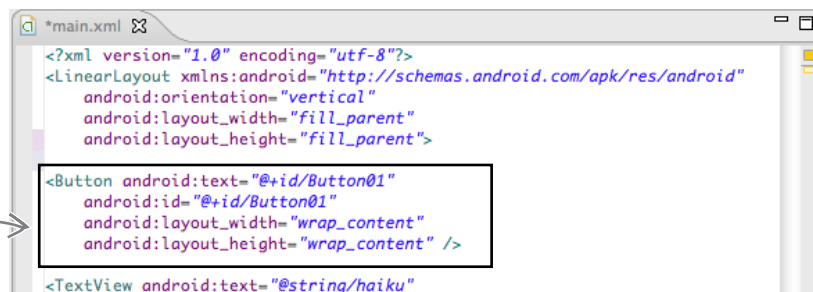 *main.xml
<?xml version="1.0" encoding="utf-8"?>
<LinearLayout xmlns:android="http://schemas.android.com/apk/res/android"
    android:orientation="vertical"
    android:layout_width="fill_parent"
    android:layout_height="fill_parent">
<Button android:text="@+id/Button01"
    android:id="@+id/Button01"
    android:layout_width="wrap_content"
    android:layout_height="wrap_content" />
<TextView android:text="@string/haiku"